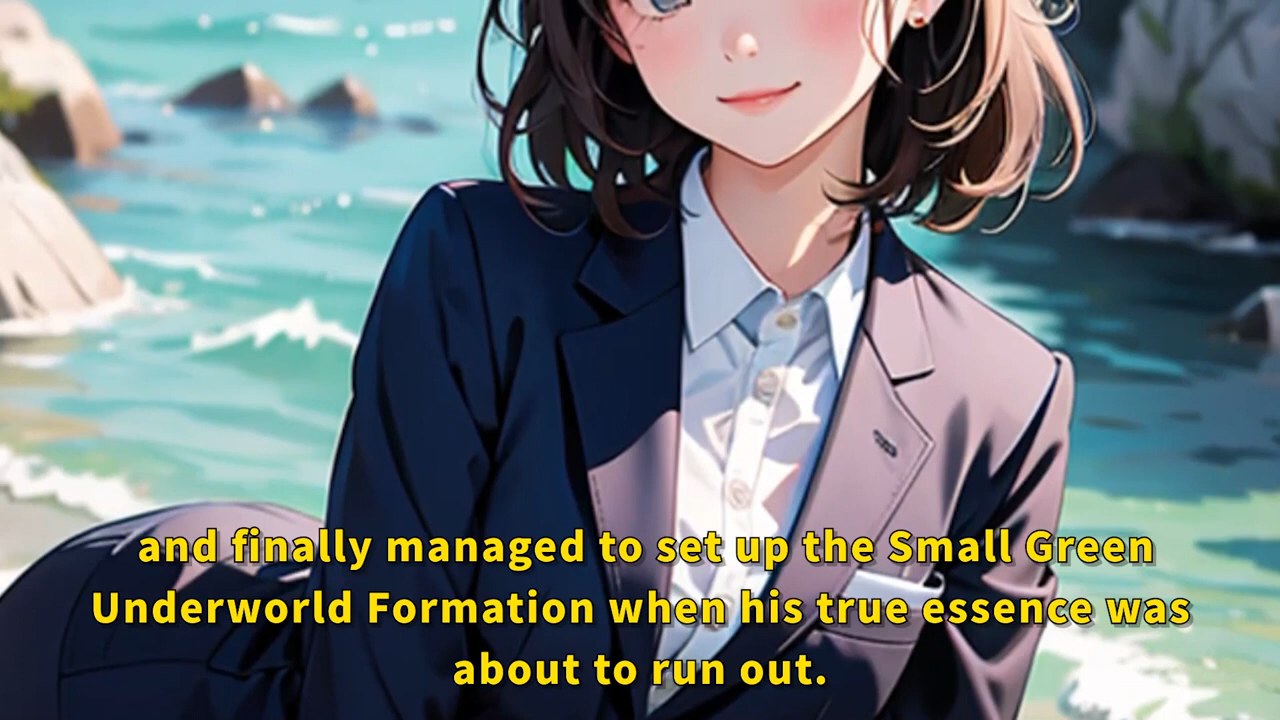 and finally managed to set up the Small Green
Underworld Formation when his true essence was
about to run out.